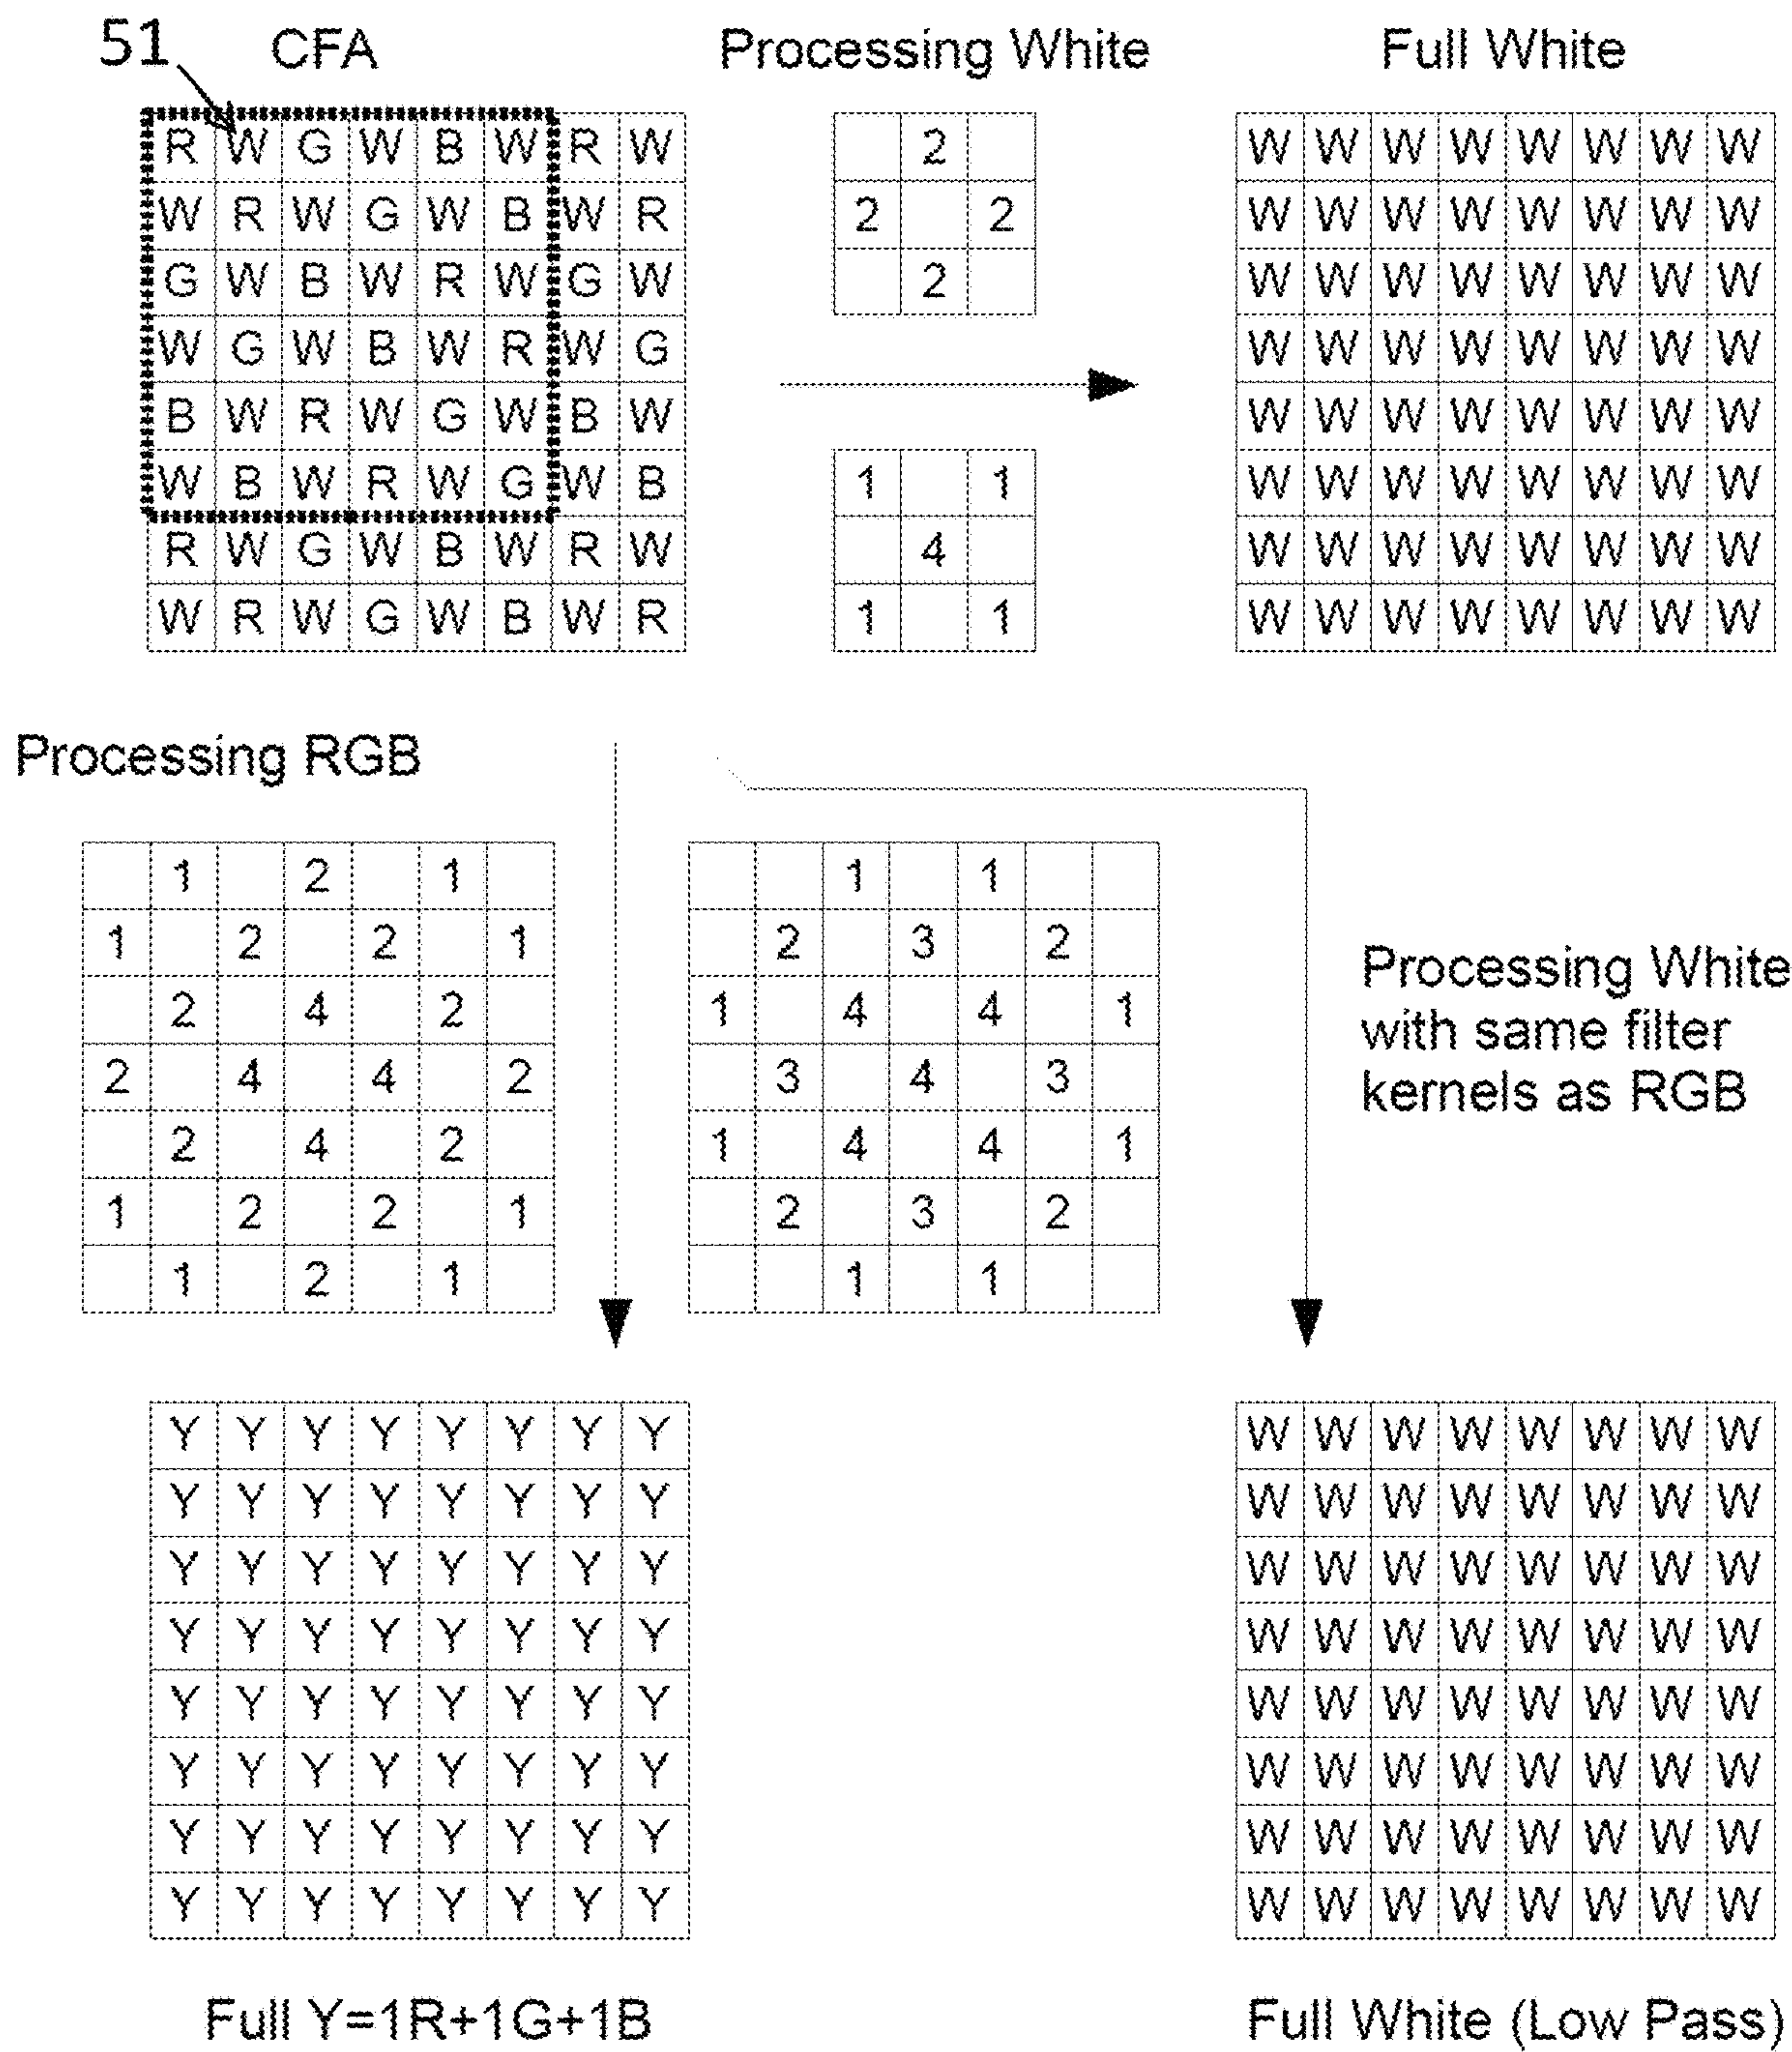 51 CFA Processing White Full White
R W G W B W R W 2 W W W W W W W W
W R W G W B W R 2 2 W W W W W W W W
G W B W R W G W 2 W W W W W W W W
W G W B W R W G W W W W W W W W
B W R W G W B W W W W W W W W W
W B W R W G W B 1 1 W W W W W W W W
R W G W B W R W 4 W W W W W W W W
W R W G W B W R 1 1 W W W W W W W W
Processing RGB
1 2 1 1 1
1 2 2 1 2 3 2
2 4 2 1 4 4 1
2 4 4 2 3 4 3
2 4 2 1 4 4 1
1 2 2 1 2 3 2
1 2 1 1 1
Processing White
with same filter
kernels as RGB
Y Y Y Y Y Y Y Y W W W W W W W W
Y Y Y Y Y Y Y Y W W W W W W W W
Y Y Y Y Y Y Y Y W W W W W W W W
Y Y Y Y Y Y Y Y W W W W W W W W
Y Y Y Y Y Y Y Y W W W W W W W W
Y Y Y Y Y Y Y Y W W W W W W W W
Y Y Y Y Y Y Y Y W W W W W W W W
Y Y Y Y Y Y Y Y W W W W W W W W
Full Y=1R+1G+1B Full White (Low Pass)